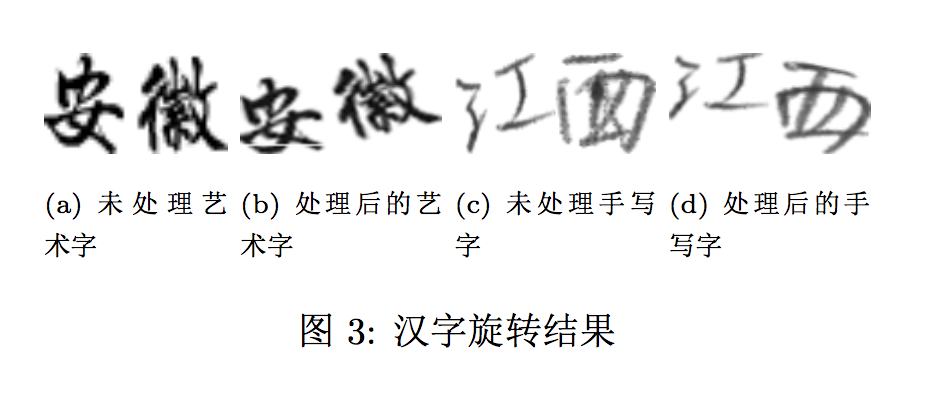 安徽 安徽 江西 江西
(a) 未处理艺术字
(b) 处理后的艺术字
(c) 未处理手写字
(d) 处理后的手写字
图 3: 汉字旋转结果